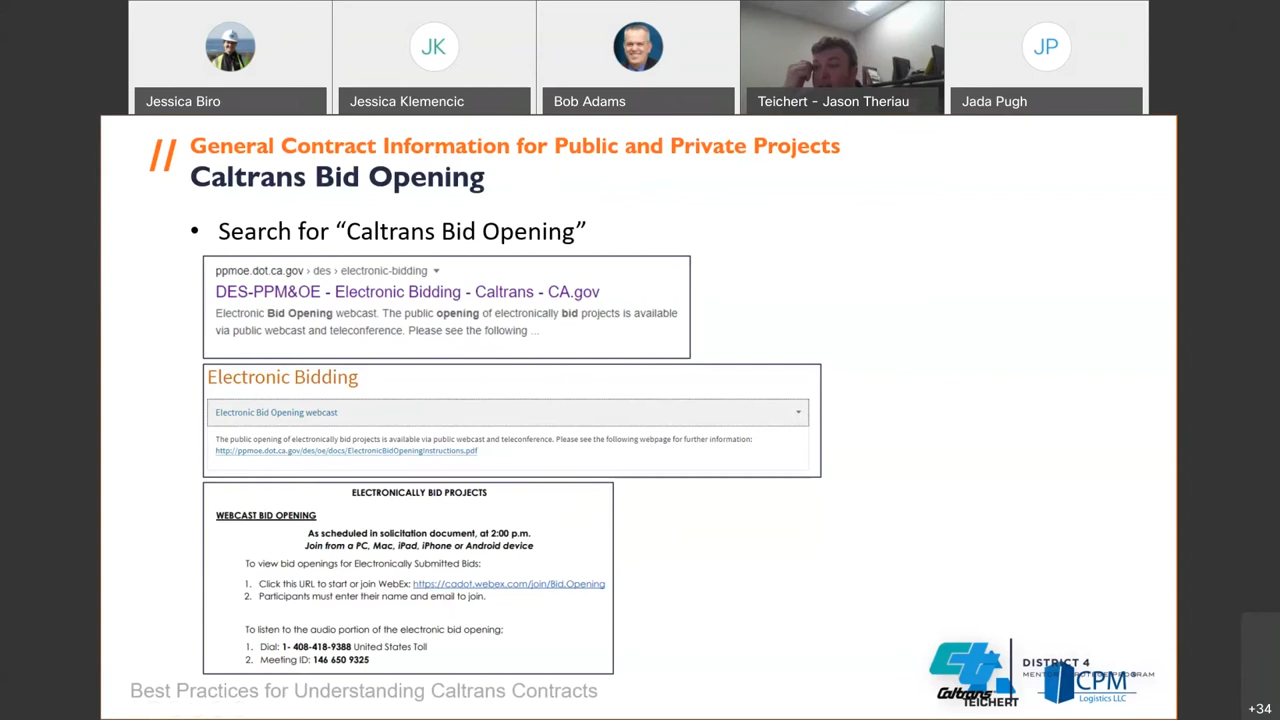 JK
JP
Jessica Biro
Jessica Klemencic
Bob Adams
Teichert - Jason Theriau
Jada Pugh
// General Contract Information for Public and Private Projects
Caltrans Bid Opening
• Search for “Caltrans Bid Opening”
ppmoe.dot.ca.gov › des › electronic-bidding
DES-PPM&OE - Electronic Bidding - Caltrans - CA.gov
Electronic Bid Opening webcast. The public opening of electronically bid projects is available
via public webcast and teleconference. Please see the following ...
Electronic Bidding
Electronic Bid Opening webcast
The public opening of electronically bid projects is available via public webcast and teleconference. Please see the following webpage for further information:
http://ppmoe.dot.ca.gov/des/oe/docs/ElectronicBidOpeningInstructions.pdf
ELECTRONICALLY BID PROJECTS
WEBCAST BID OPENING
As scheduled in solicitation document, at 2:00 p.m.
Join from a PC, Mac, iPad, iPhone or Android device
To view bid openings for Electronically Submitted Bids:
1. Click this URL to start or join WebEx: https://cadot.webex.com/join/Bid.Opening
2. Participants must enter their name and email to join.
To listen to the audio portion of the electronic bid opening:
1. Dial: 1- 408-418-9388 United States Toll
2. Meeting ID: 146 650 9325
Best Practices for Understanding Caltrans Contracts
Caltrans
TEICHERT
DISTRICT 4
CPM
Logistics LLC
+34